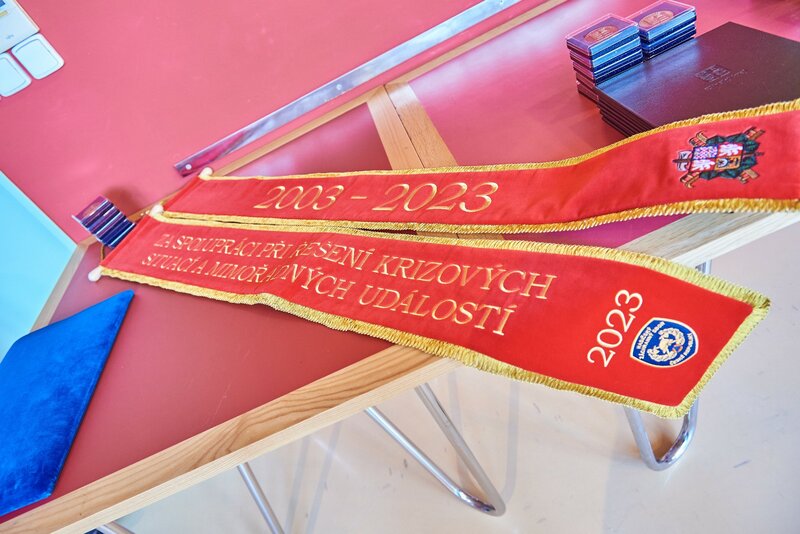 2003 - 2023
ZA SPOLUPRÁCI PŘI ŘEŠENÍ KRIZOVÝCH
SITUACÍ A MIMOŘÁDNÝCH UDÁLOSTÍ
2023